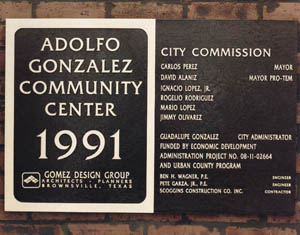 ADOLFO
GONZALEZ
COMMUNITY
CENTER
1991
GOMEZ DESIGN GROUP
ARCHITECTS - PLANNERS
BROWNSVILLE, TEXAS
CITY COMMISSION
CARLOS PEREZ MAYOR
DAVID ALANIZ MAYOR PRO-TEM
IGNACIO LOPEZ, JR.
ROGELIO RODRIGUEZ
MARIO LOPEZ
JIMMY OLIVAREZ
GUADALUPE GONZALEZ CITY ADMINISTRATOR
FUNDED BY ECONOMIC DEVELOPMENT
ADMINISTRATION PROJECT NO. 08-11-02664
AND URBAN COUNTY PROGRAM
BEN H. WAGNER, P.E. ENGINEER
PETE GARZA, JR., P.E. ENGINEER
SCOGGINS CONSTRUCTION CO. INC. CONTRACTOR